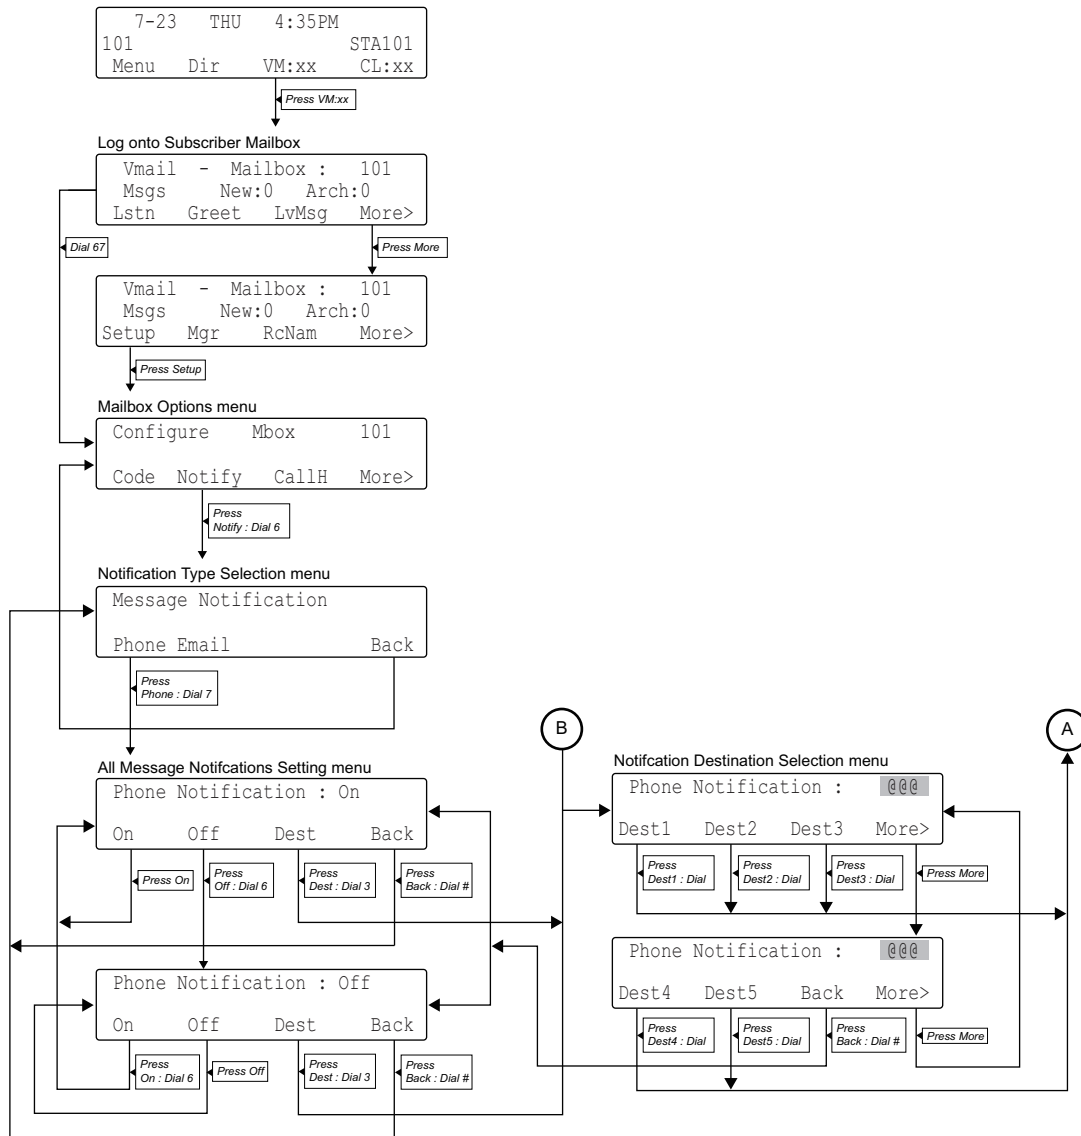 7-23 THU 4:35PM
101 STA101
Menu Dir VM:xx CL:xx
Press VM:xx
Log onto Subscriber Mailbox
Vmail - Mailbox : 101
Msgs New:0 Arch:0
Lstn Greet LvMsg More>
Dial 67
Press More
Vmail - Mailbox : 101
Msgs New:0 Arch:0
Setup Mgr RcNam More>
Press Setup
Mailbox Options menu
Configure Mbox 101
Code Notify CallH More>
Press
Notify : Dial 6
Notification Type Selection menu
Message Notification
Phone Email Back
Press
Phone : Dial 7
B
A
All Message Notifcations Setting menu
Phone Notification : On
On Off Dest Back
Press On
Press
Off : Dial 6
Press
Dest : Dial 3
Press
Back : Dial #
Phone Notification : Off
On Off Dest Back
Press
On : Dial 6
Press Off
Press
Dest : Dial 3
Press
Back : Dial #
Notifcation Destination Selection menu
Phone Notification : @@@
Dest1 Dest2 Dest3 More>
Press
Dest1 : Dial
Press
Dest2 : Dial
Press
Dest3 : Dial
Press More
Phone Notification : @@@
Dest4 Dest5 Back More>
Press
Dest4 : Dial
Press
Dest5 : Dial
Press
Back : Dial #
Press More